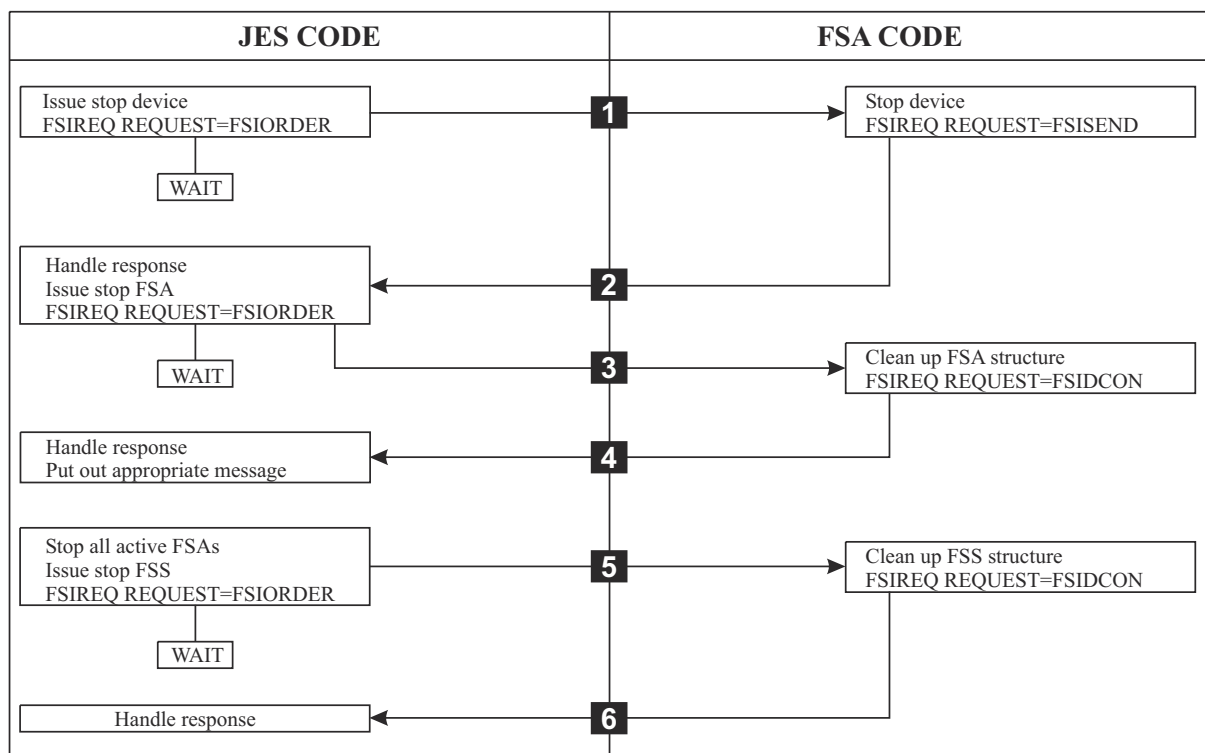 JES CODE
FSA CODE
Issue stop device
FSIREQ REQUEST=FSIORDER
1
Stop device
FSIREQ REQUEST=FSISEND
WAIT
Handle response
Issue stop FSA
FSIREQ REQUEST=FSIORDER
2
WAIT
3
Clean up FSA structure
FSIREQ REQUEST=FSIDCON
Handle response
Put out appropriate message
4
Stop all active FSAs
Issue stop FSS
FSIREQ REQUEST=FSIORDER
5
Clean up FSS structure
FSIREQ REQUEST=FSIDCON
WAIT
Handle response
6